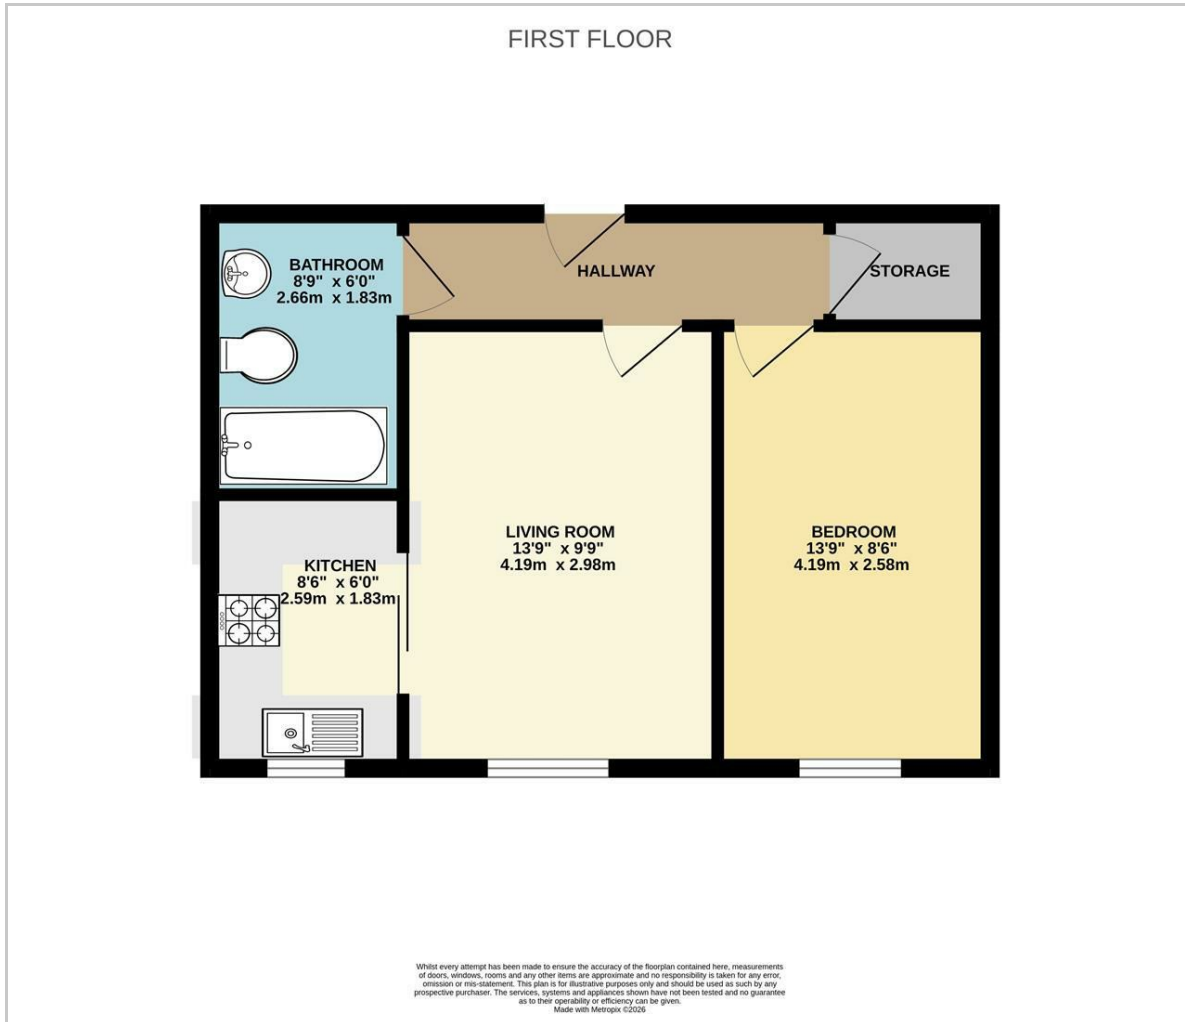 FIRST FLOOR
BATHROOM
8'9" x 6'0"
2.66m x 1.83m
HALLWAY
STORAGE
LIVING ROOM
13'9" x 9'9"
4.19m x 2.98m
BEDROOM
13'9" x 8'6"
4.19m x 2.58m
KITCHEN
8'6" x 6'0"
2.59m x 1.83m
Whilst every attempt has been made to ensure the accuracy of the floorplan contained here, measurements
of doors, windows, rooms and any other items are approximate and no responsibility is taken for any error,
omission or mis-statement. This plan is for illustrative purposes only and should be used as such by any
prospective purchaser. The services, systems and appliances shown have not been tested and no guarantee
as to their operability or efficiency can be given.
Made with Metropix ©2026